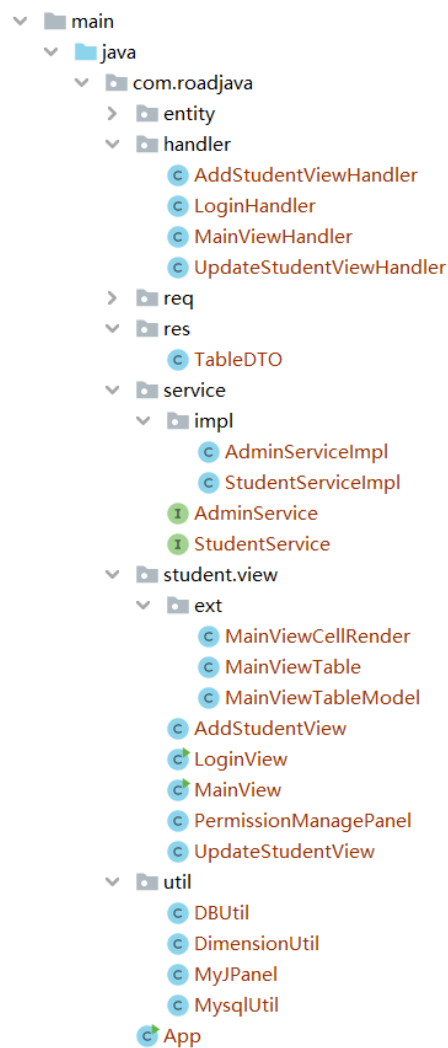 main
java
com.roadjava
entity
handler
AddStudentViewHandler
LoginHandler
MainViewHandler
UpdateStudentViewHandler
req
res
TableDTO
service
impl
AdminServiceImpl
StudentServiceImpl
AdminService
StudentService
student.view
ext
MainViewCellRender
MainViewTable
MainViewTableModel
AddStudentView
LoginView
MainView
PermissionManagePanel
UpdateStudentView
util
DBUtil
DimensionUtil
MyJPanel
MysqlUtil
App